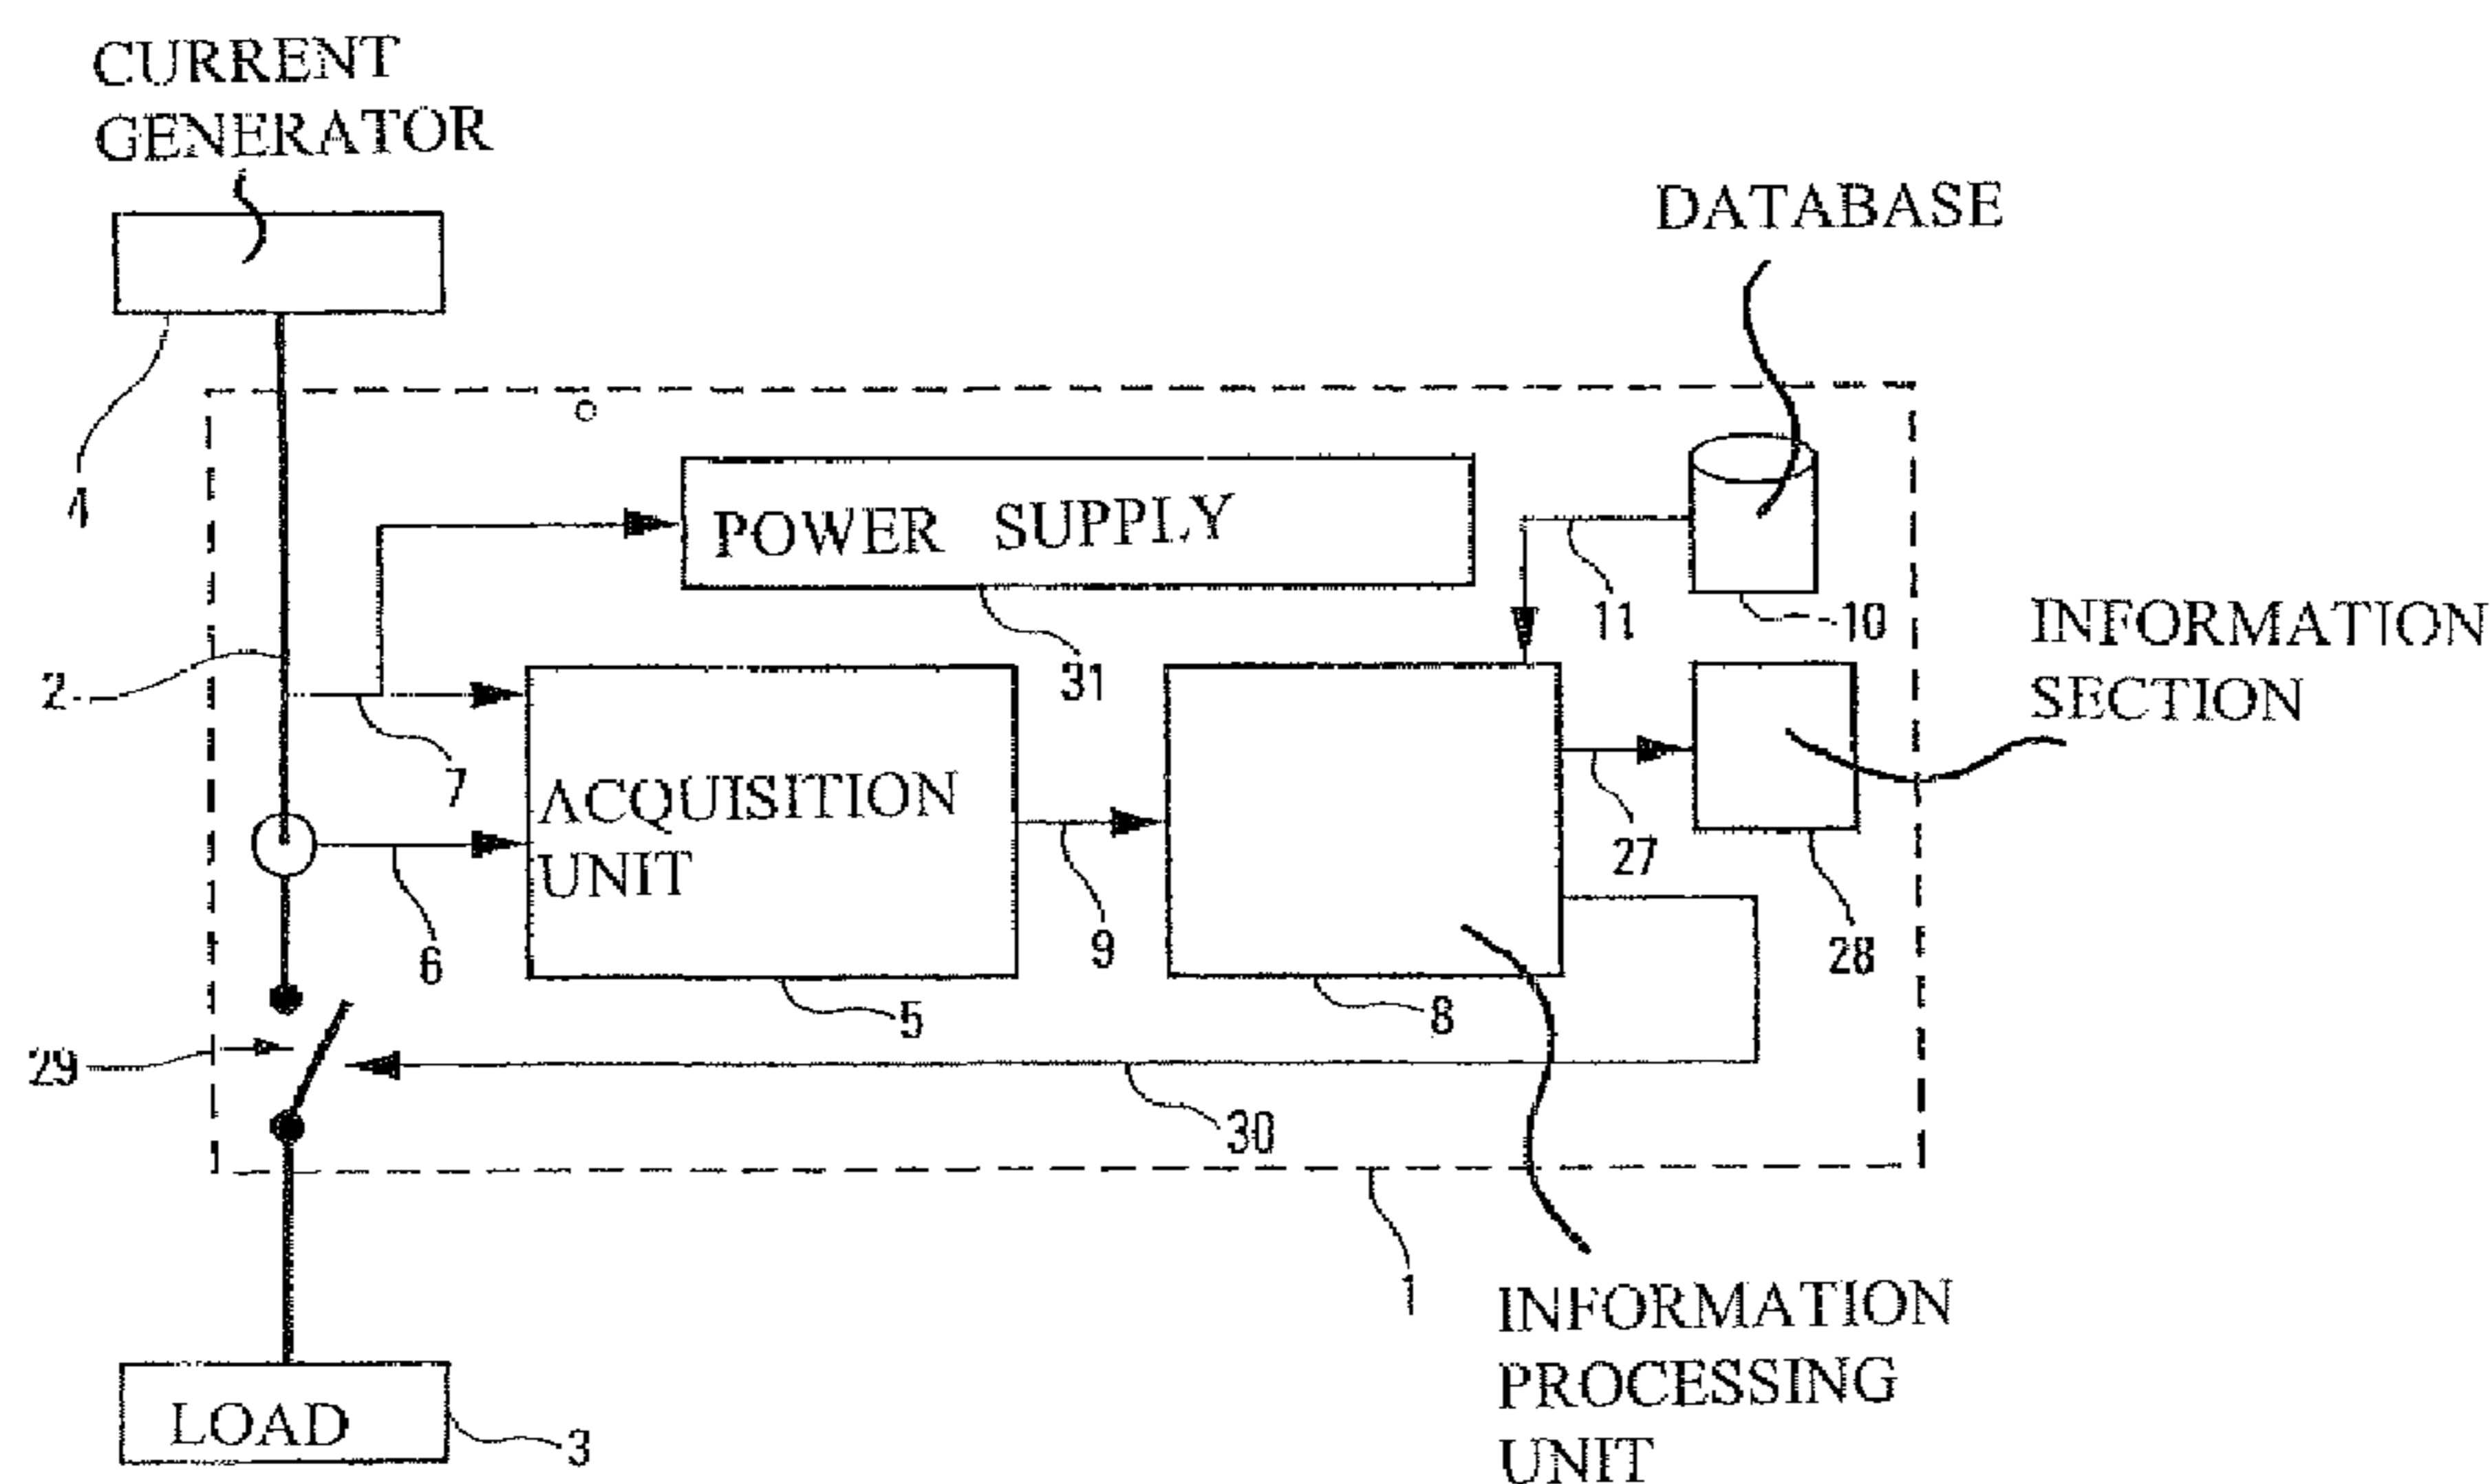 CURRENT
GENERATOR
DATABASE
4
POWER SUPPLY
11
10
INFORMATION
SECTION
2
31
7
ACQUISITION
UNIT
27
6
9
28
5
8
29
30
1
INFORMATION
PROCESSING
UNIT
LOAD
3